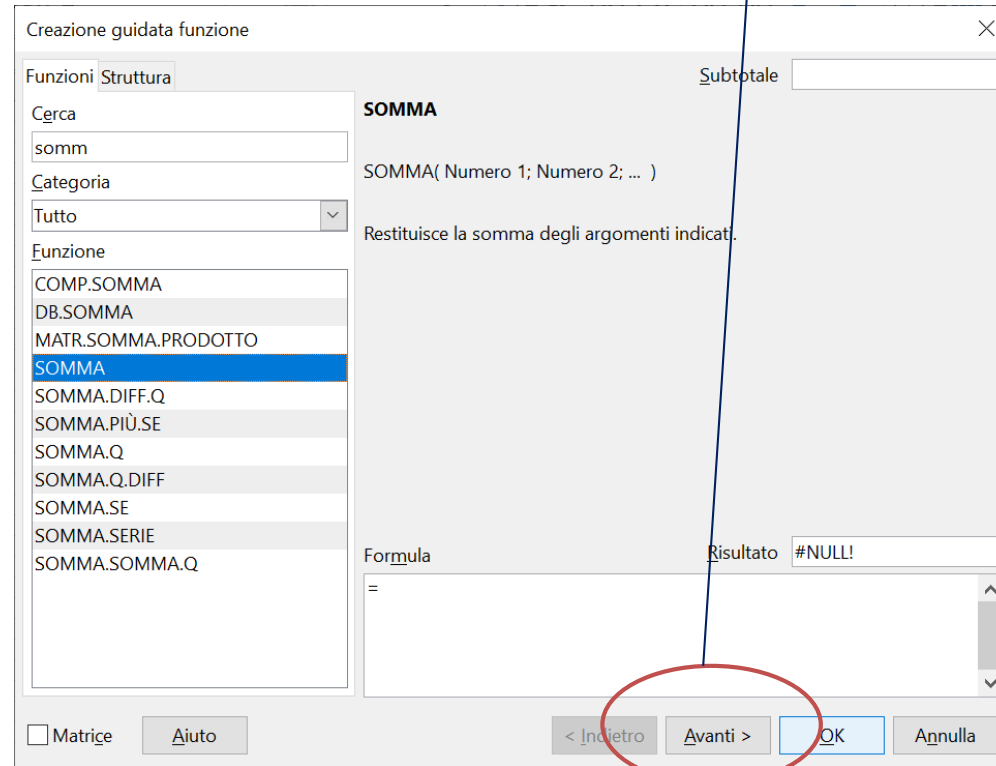 Creazione guidata funzione
Funzioni Struttura
Subtotale
Cerca
somm
Categoria
Tutto
Funzione
COMP.SOMMA
DB.SOMMA
MATR.SOMMA.PRODOTTO
SOMMA
SOMMA.DIFF.Q
SOMMA.PIÙ.SE
SOMMA.Q
SOMMA.Q.DIFF
SOMMA.SE
SOMMA.SERIE
SOMMA.SOMMA.Q
SOMMA
SOMMA( Numero 1; Numero 2; ... )
Restituisce la somma degli argomenti indicati.
Formula
Risultato #NULL!
=
Matrice Aiuto < Indietro Avanti > OK Annulla